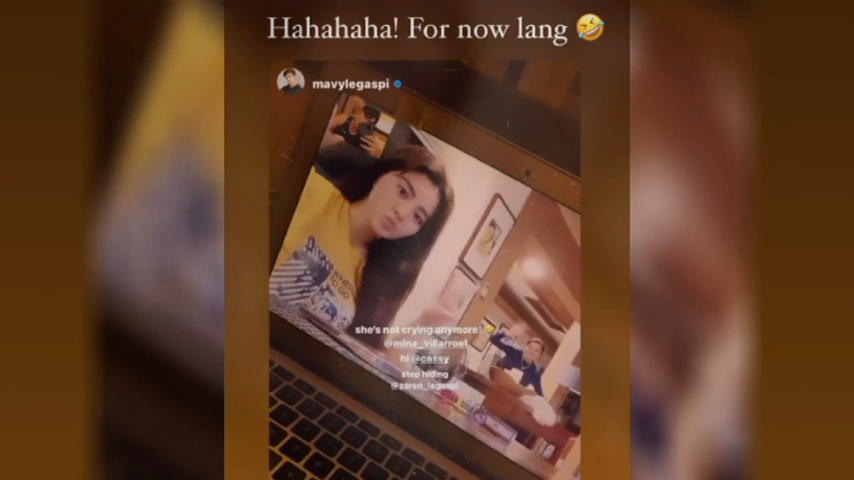 Hahahaha! For now lang 🤣
mavylegaspi
she's not crying anymore!
@mina_villarroel
hi @cassy
stop hiding
@zoren_legaspi